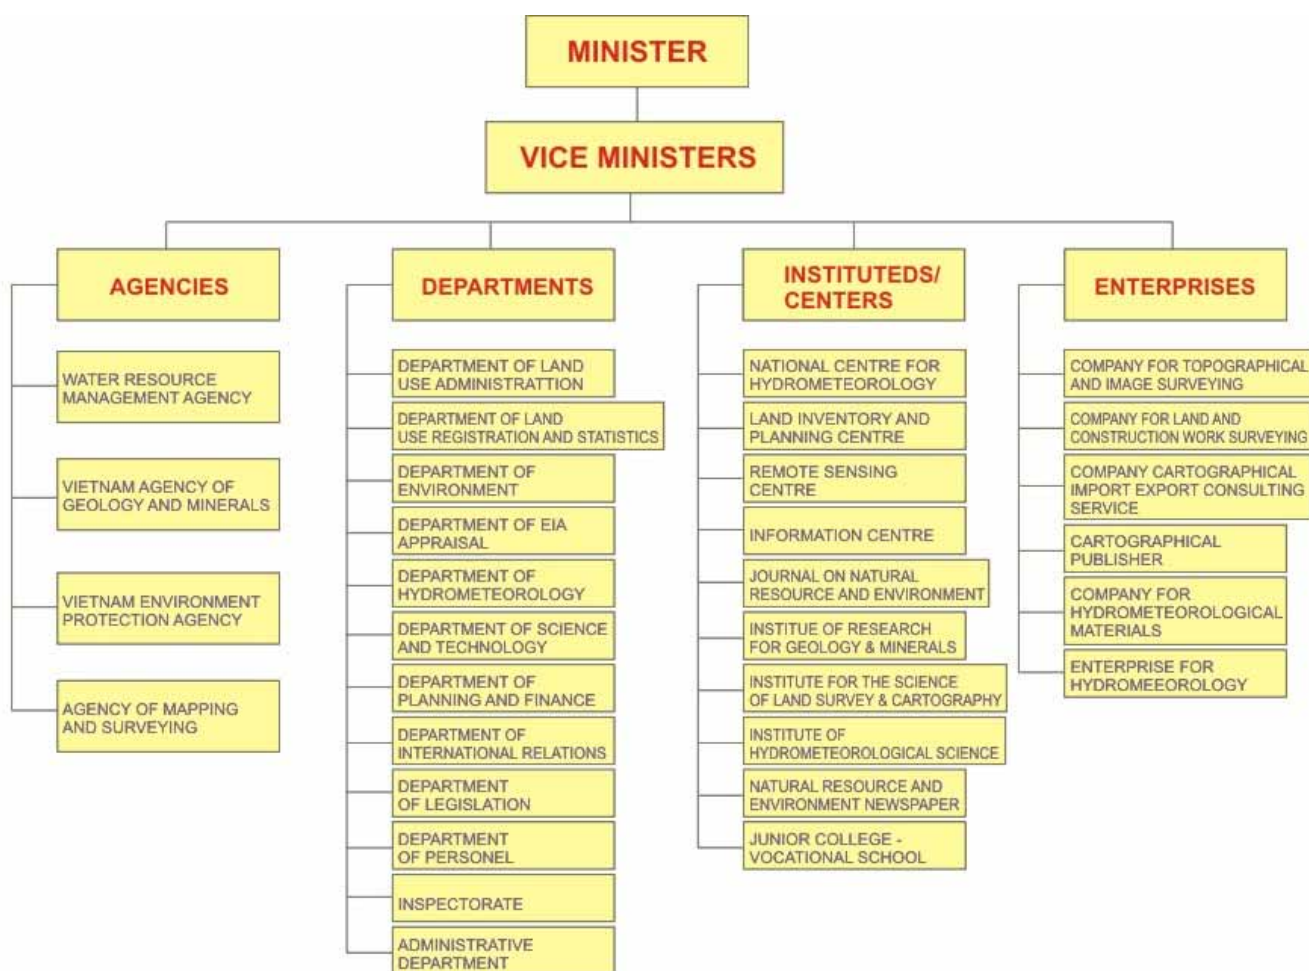 MINISTER
VICE MINISTERS
AGENCIES
WATER RESOURCE
MANAGEMENT AGENCY
VIETNAM AGENCY OF
GEOLOGY AND MINERALS
VIETNAM ENVIRONMENT
PROTECTION AGENCY
AGENCY OF MAPPING
AND SURVEYING
DEPARTMENTS
DEPARTMENT OF LAND
USE ADMINISTRATTION
DEPARTMENT OF LAND
USE REGISTRATION AND STATISTICS
DEPARTMENT OF
ENVIRONMENT
DEPARTMENT OF EIA
APPRAISAL
DEPARTMENT OF
HYDROMETEOROLOGY
DEPARTMENT OF SCIENCE
AND TECHNOLOGY
DEPARTMENT OF
PLANNING AND FINANCE
DEPARTMENT OF
INTERNATIONAL RELATIONS
DEPARTMENT
OF LEGISLATION
DEPARTMENT
OF PERSONEL
INSPECTORATE
ADMINISTRATIVE
DEPARTMENT
INSTITUTEDS/
CENTERS
NATIONAL CENTRE FOR
HYDROMETEOROLOGY
LAND INVENTORY AND
PLANNING CENTRE
REMOTE SENSING
CENTRE
INFORMATION CENTRE
JOURNAL ON NATURAL
RESOURCE AND ENVIRONMENT
INSTITUE OF RESEARCH
FOR GEOLOGY & MINERALS
INSTITUTE FOR THE SCIENCE
OF LAND SURVEY & CARTOGRAPHY
INSTITUTE OF
HYDROMETEOROLOGICAL SCIENCE
NATURAL RESOURCE AND
ENVIRONMENT NEWSPAPER
JUNIOR COLLEGE -
VOCATIONAL SCHOOL
ENTERPRISES
COMPANY FOR TOPOGRAPHICAL
AND IMAGE SURVEYING
COMPANY FOR LAND AND
CONSTRUCTION WORK SURVEYING
COMPANY CARTOGRAPHICAL
IMPORT EXPORT CONSULTING
SERVICE
CARTOGRAPHICAL
PUBLISHER
COMPANY FOR
HYDROMETEOROLOGICAL
MATERIALS
ENTERPRISE FOR
HYDROMEEOROLOGY